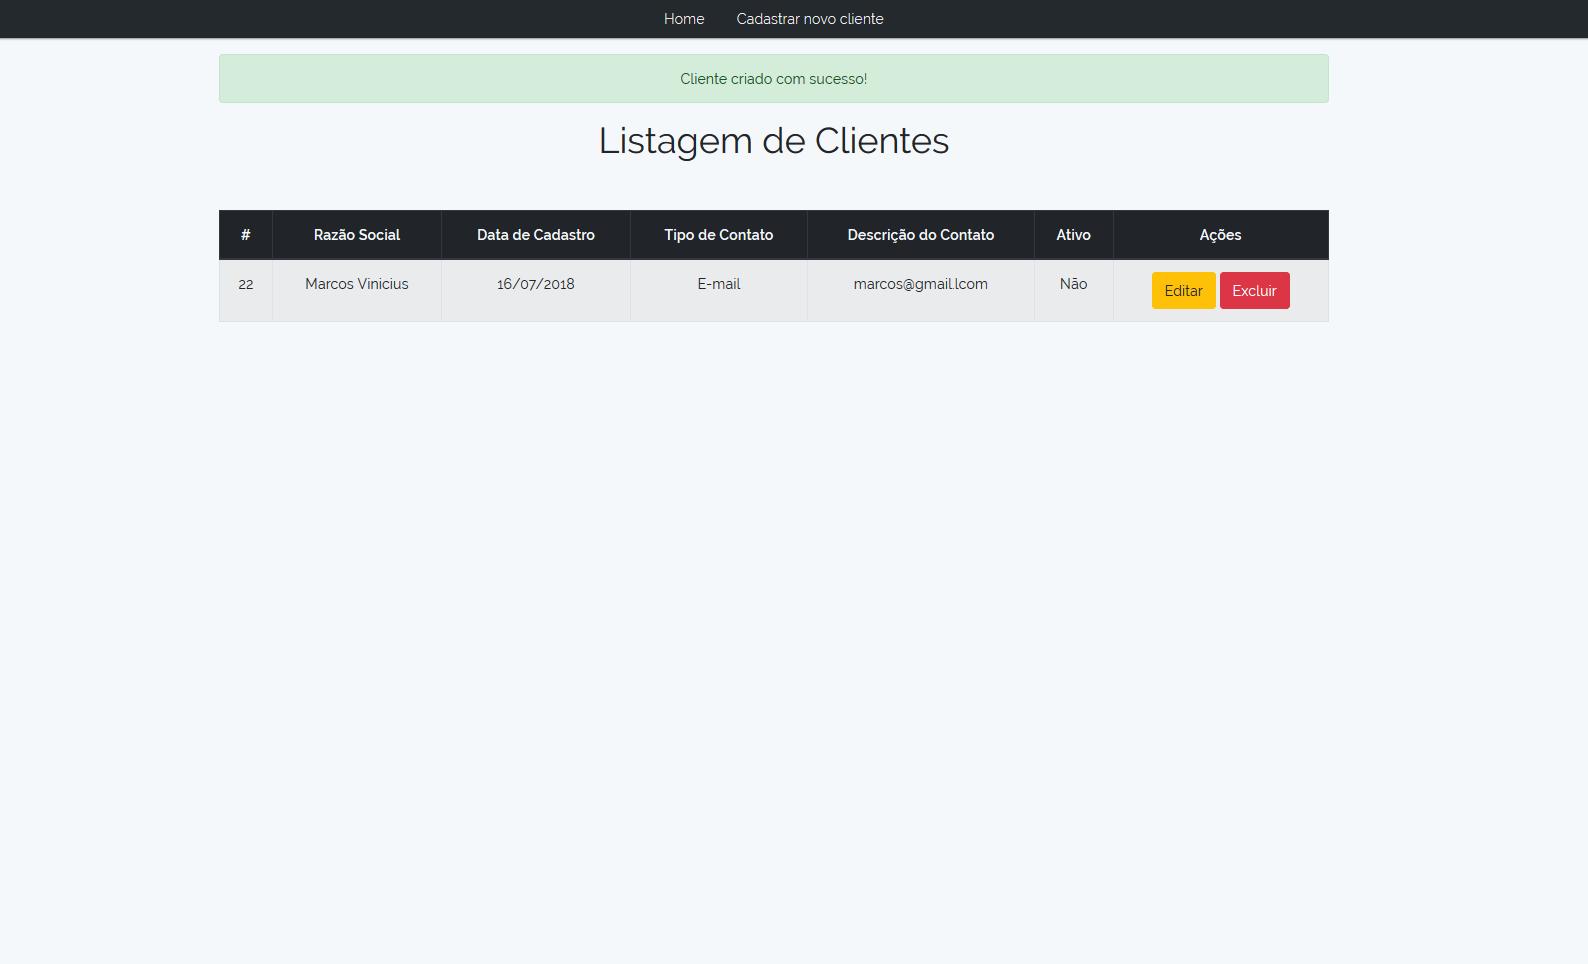 Home Cadastrar novo cliente
Cliente criado com sucesso!
Listagem de Clientes
# Razão Social Data de Cadastro Tipo de Contato Descrição do Contato Ativo Ações
22 Marcos Vinicius 16/07/2018 E-mail marcos@gmail.lcom Não Editar Excluir